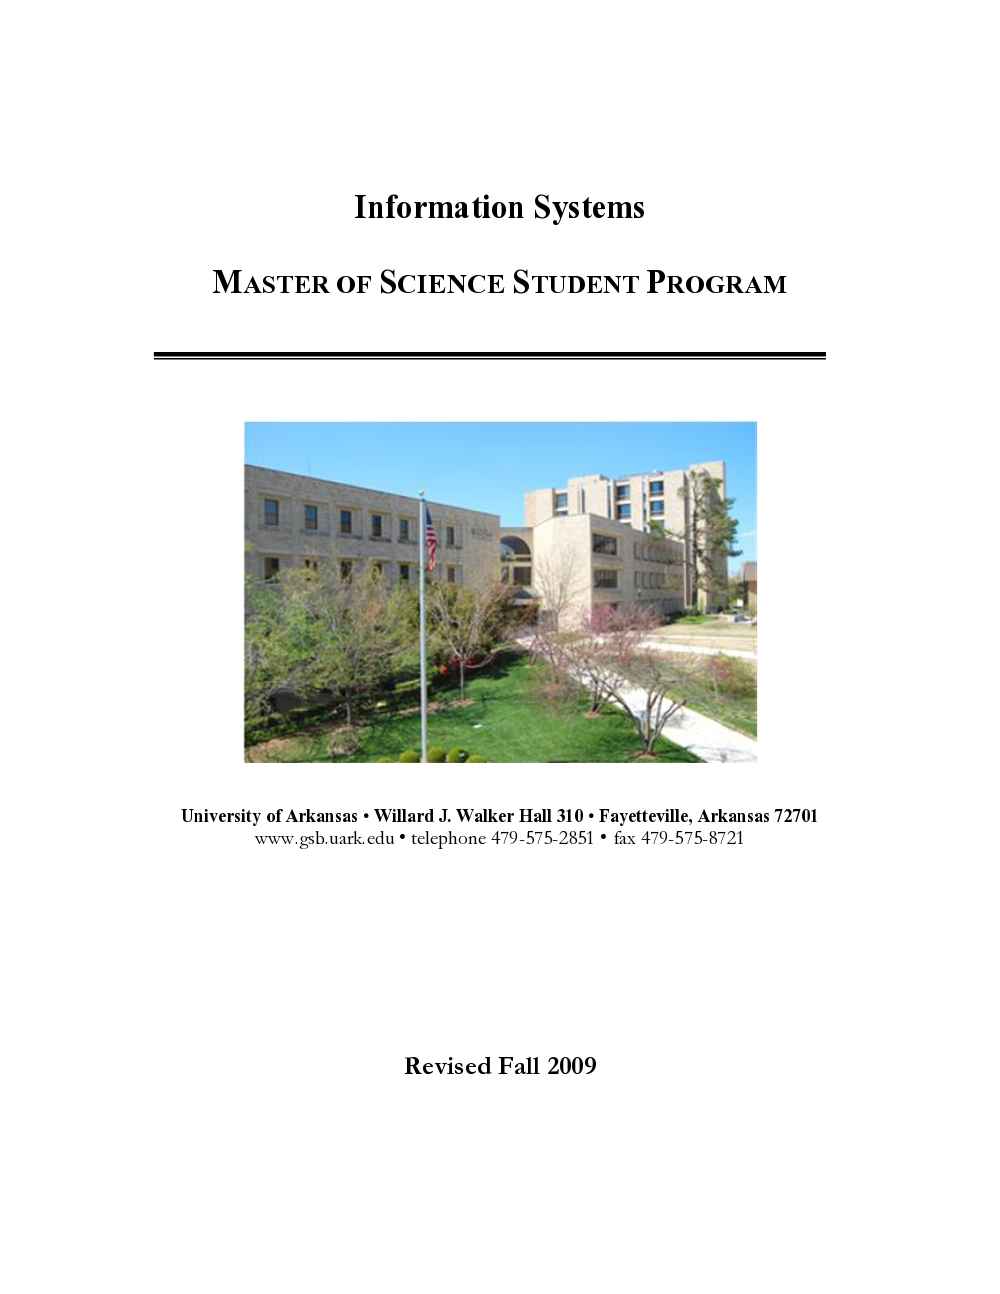 Information Systems
MASTER OF SCIENCE STUDENT PROGRAM
University of Arkansas • Willard J. Walker Hall 310 • Fayetteville, Arkansas 72701
www.gsb.uark.edu • telephone 479-575-2851 • fax 479-575-8721
Revised Fall 2009